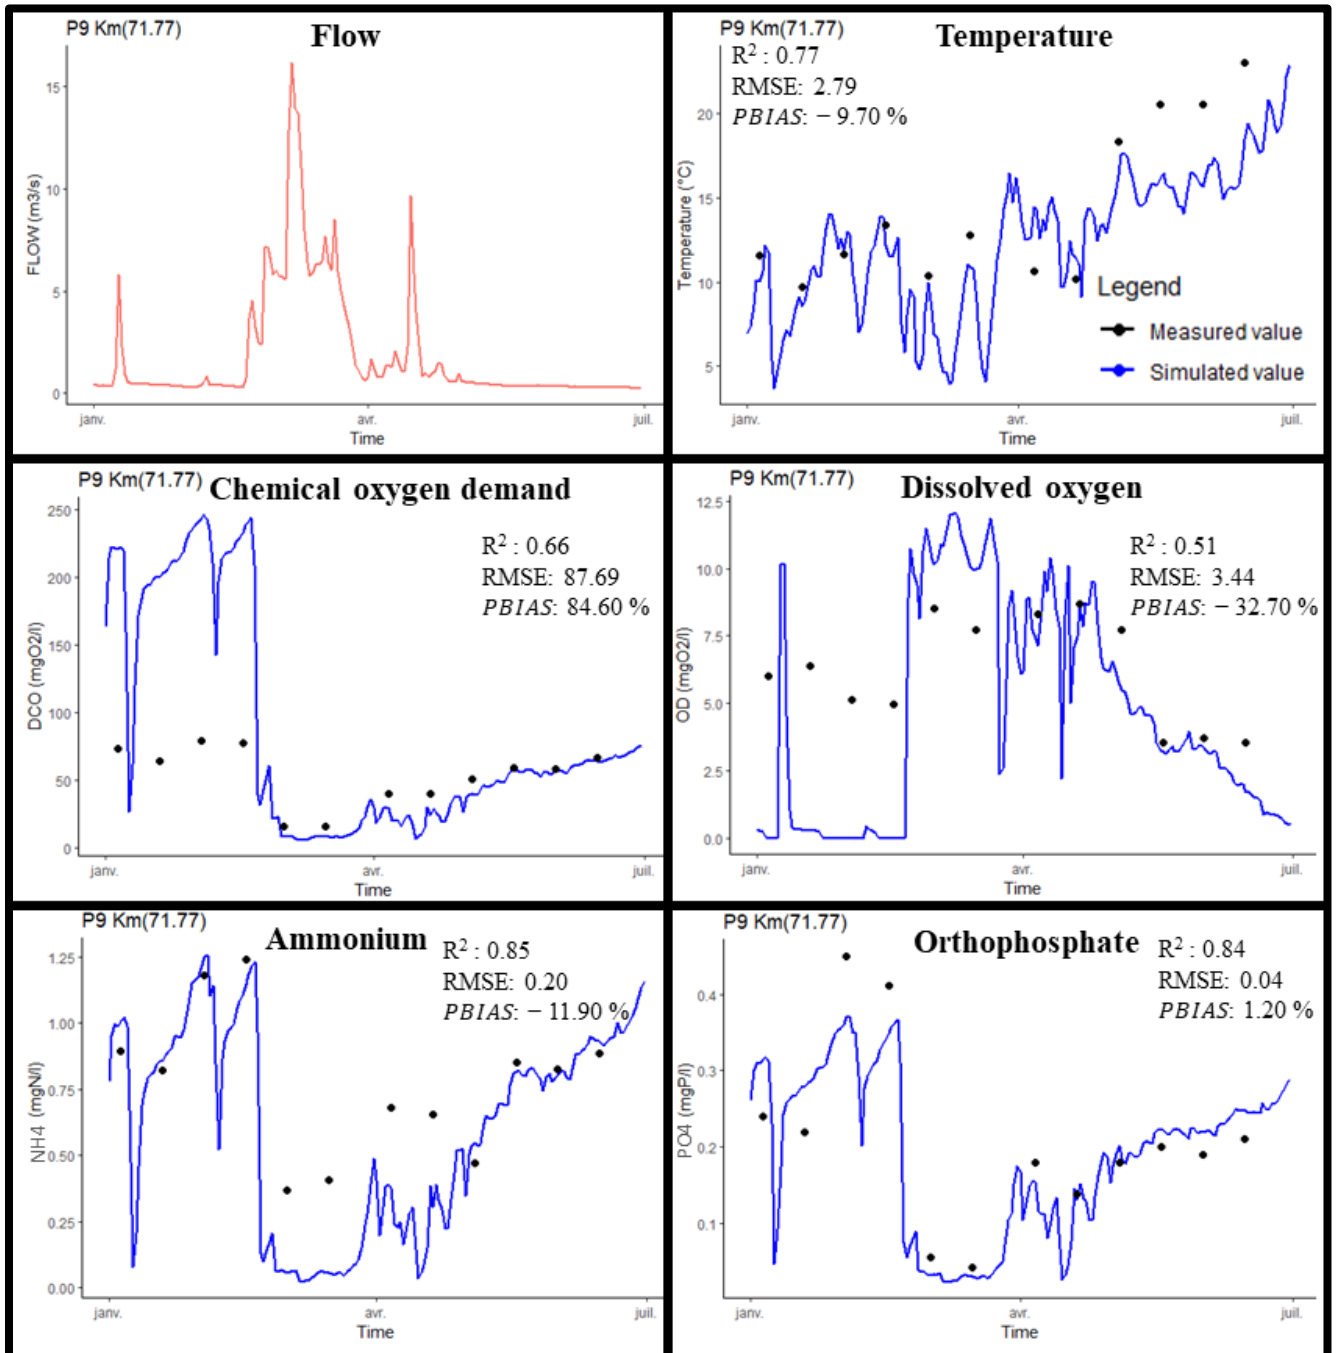 P9 Km(71.77)
Flow
15
10
5
0
FLOW (m3/s)
janv.
avr.
juil.
Time
P9 Km(71.77)
Temperature
R² : 0.77
RMSE: 2.79
PBIAS: − 9.70 %
20
15
10
5
Temperature (°C)
Legend
Measured value
Simulated value
janv.
avr.
juil.
Time
P9 Km(71.77)
Chemical oxygen demand
R² : 0.66
RMSE: 87.69
PBIAS: 84.60 %
250
200
150
100
50
0
DCO (mgO2/l)
janv.
avr.
juil.
Time
P9 Km(71.77)
Dissolved oxygen
R² : 0.51
RMSE: 3.44
PBIAS: − 32.70 %
12.5
10.0
7.5
5.0
2.5
0.0
OD (mgO2/l)
janv.
avr.
juil.
Time
P9 Km(71.77)
Ammonium
R² : 0.85
RMSE: 0.20
PBIAS: − 11.90 %
1.25
1.00
0.75
0.50
0.25
0.00
NH4 (mgN/l)
janv.
avr.
juil.
Time
P9 Km(71.77)
Orthophosphate
R² : 0.84
RMSE: 0.04
PBIAS: 1.20 %
0.4
0.3
0.2
0.1
PO4 (mgP/l)
janv.
avr.
juil.
Time